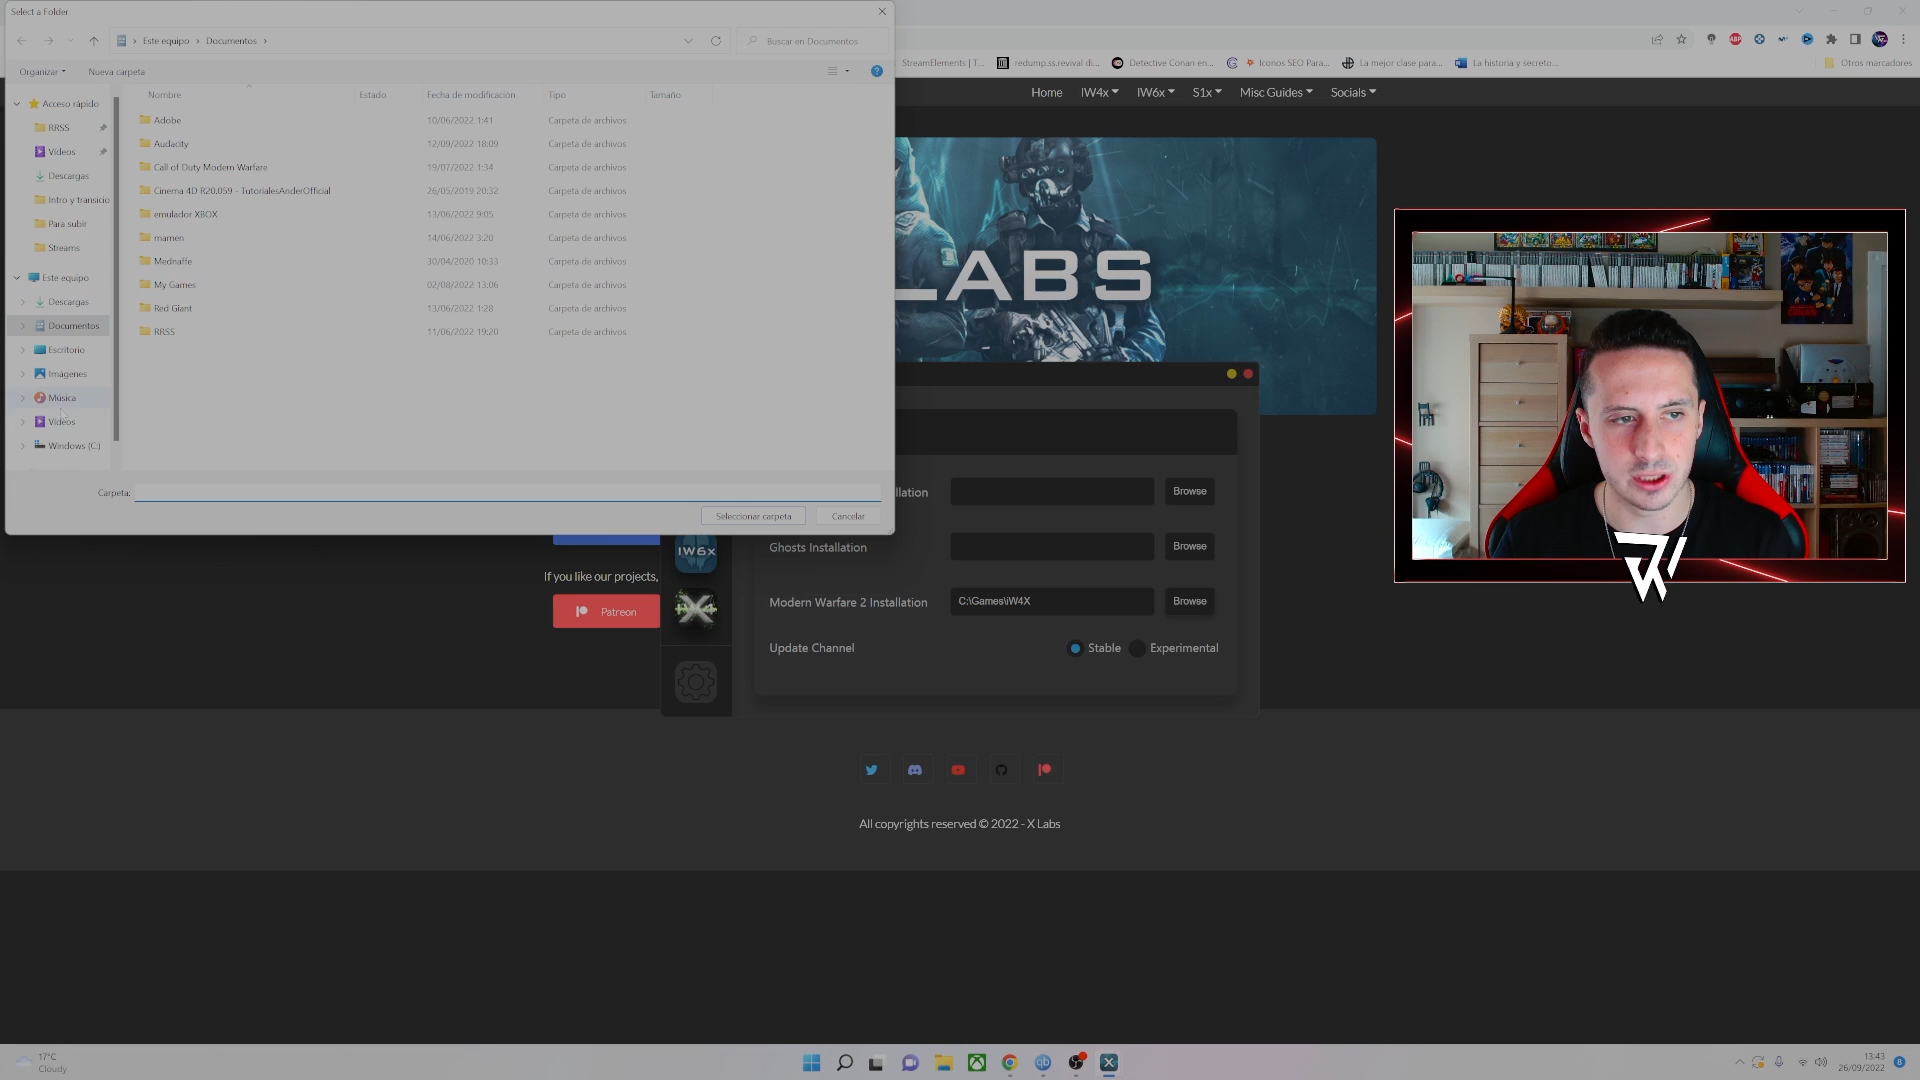 Select a Folder
Este equipo > Documentos >
Buscar en Documentos
Organizar
Nueva carpeta
Acceso rápido
RRSS
Vídeos
Descargas
Intro y transicio
Para subir
Streams
Este equipo
Descargas
Documentos
Escritorio
Imágenes
Música
Vídeos
Windows (C:)
Nombre Estado Fecha de modificación Tipo Tamaño
Adobe 10/06/2022 1:41 Carpeta de archivos
Audacity 12/09/2022 18:09 Carpeta de archivos
Call of Duty Modern Warfare 19/07/2022 1:34 Carpeta de archivos
Cinema 4D R20.059 - TutorialesAnderOfficial 26/05/2019 20:32 Carpeta de archivos
emulador XBOX 13/06/2022 9:05 Carpeta de archivos
mamen 14/06/2022 3:20 Carpeta de archivos
Mednaffe 30/04/2020 10:33 Carpeta de archivos
My Games 02/08/2022 13:06 Carpeta de archivos
Red Giant 13/06/2022 1:28 Carpeta de archivos
RRSS 11/06/2022 19:20 Carpeta de archivos
Carpeta:
Seleccionar carpeta
Cancelar
ABP
StreamElements | T...
redump.ss.revival di...
Detective Conan en...
Iconos SEO Para...
La mejor clase para...
La historia y secreto...
Otros marcadores
Home IW4x IW6x S1x Misc Guides Socials
LABS
llation
Browse
Ghosts Installation
Browse
Modern Warfare 2 Installation
C:\Games\iW4X
Browse
Update Channel
Stable
Experimental
IW6x
If you like our projects,
Patreon
All copyrights reserved © 2022 - X Labs
17°C
Cloudy
13:43
26/09/2022
8